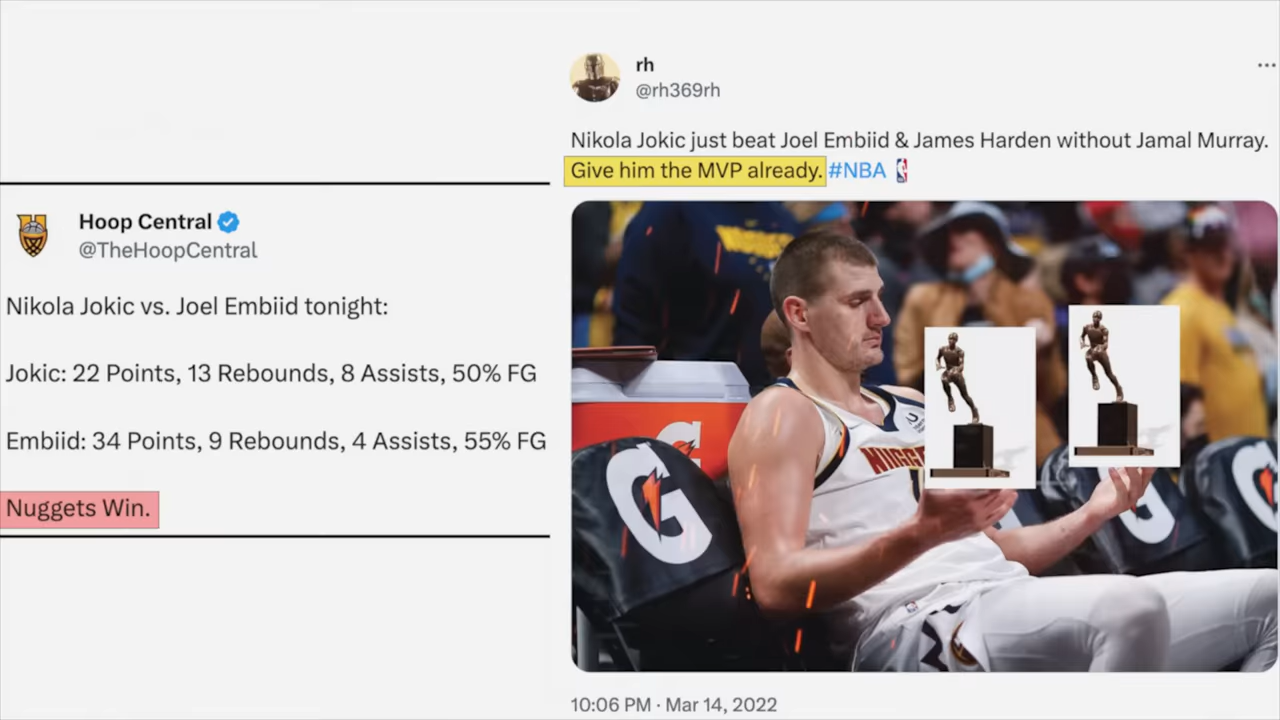 Hoop Central
@TheHoopCentral
Nikola Jokic vs. Joel Embiid tonight:
Jokic: 22 Points, 13 Rebounds, 8 Assists, 50% FG
Embiid: 34 Points, 9 Rebounds, 4 Assists, 55% FG
Nuggets Win.
rh
@rh369rh
Nikola Jokic just beat Joel Embiid & James Harden without Jamal Murray.
Give him the MVP already. #NBA
G
G
NUGG
10:06 PM · Mar 14, 2022